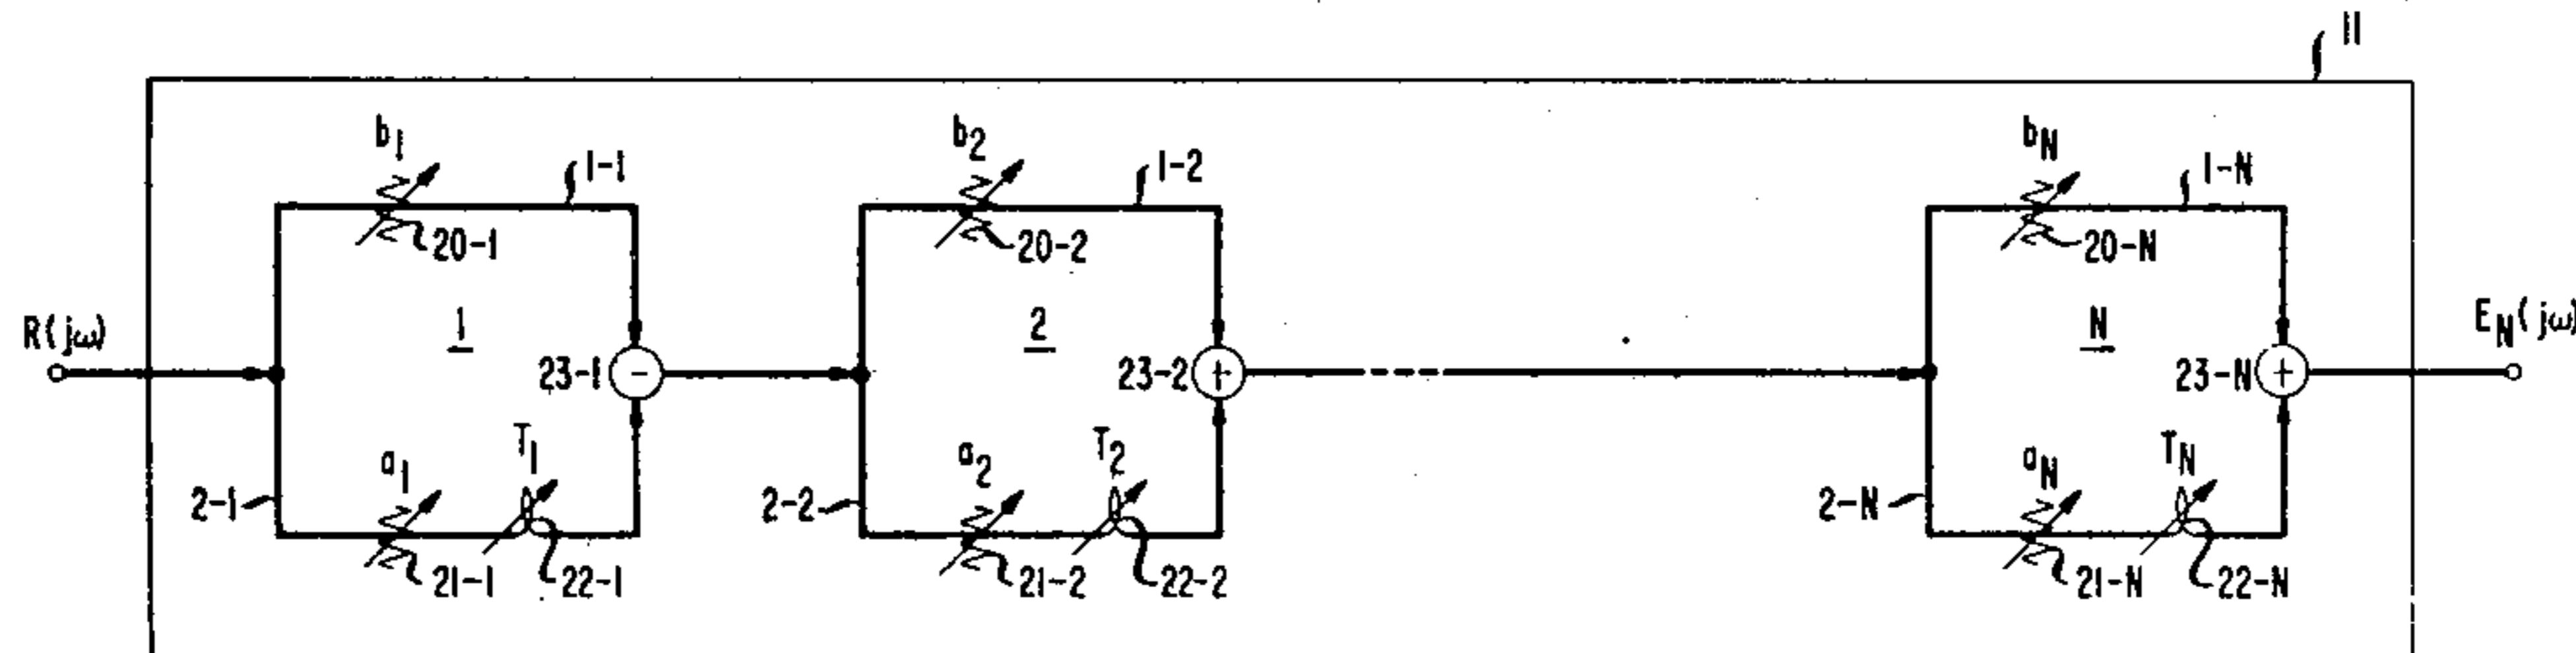 11
b1 b2 bN
1-1 1-2 1-N
20-1 20-2 20-N
1 2 N
R(jω) EN(jω)
23-1 - 23-2 + 23-N +
a1 T1 a2 T2 aN TN
2-1 2-2 2-N
21-1 22-1 21-2 22-2 21-N 22-N